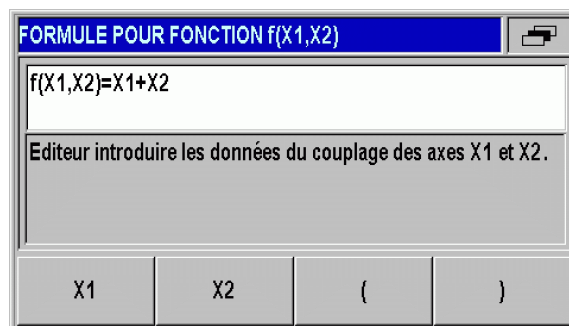 FORMULE POUR FONCTION f(X1,X2)
f(X1,X2)=X1+X2
Editeur introduire les données du couplage des axes X1 et X2.
X1 X2 ( )